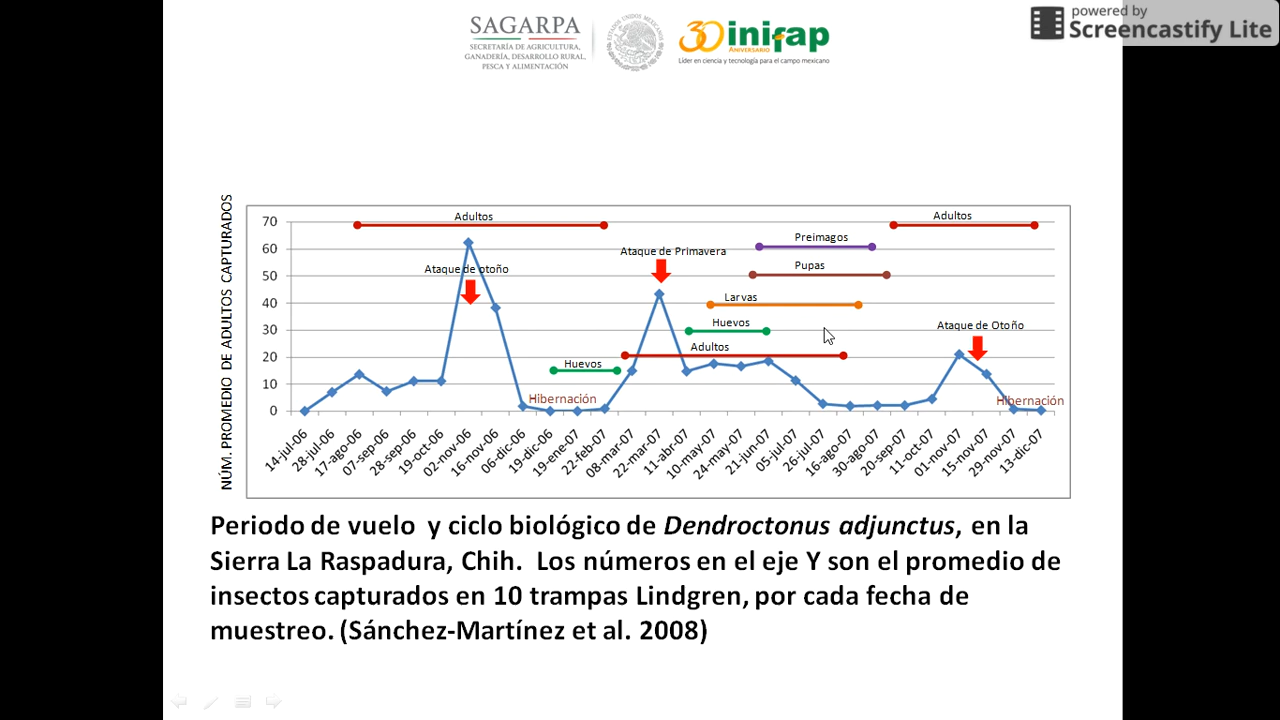 powered by
Screencastify Lite
SAGARPA
SECRETARÍA DE AGRICULTURA,
GANADERÍA, DESARROLLO RURAL,
PESCA Y ALIMENTACIÓN
ESTADOS UNIDOS MEXICANOS
30 inifap
ANIVERSARIO
Líder en ciencia y tecnología para el campo mexicano
NÚM. PROMEDIO DE ADULTOS CAPTURADOS
70
60
50
40
30
20
10
0
Adultos
Ataque de otoño
Hibernación
Huevos
Ataque de Primavera
Preimagos
Pupas
Larvas
Huevos
Adultos
Adultos
Ataque de Otoño
Hibernación
14-jul-06
28-jul-06
17-ago-06
07-sep-06
28-sep-06
19-oct-06
02-nov-06
16-nov-06
06-dic-06
19-dic-06
19-ene-07
22-feb-07
08-mar-07
22-mar-07
11-abr-07
10-may-07
24-may-07
21-jun-07
05-jul-07
26-jul-07
16-ago-07
30-ago-07
20-sep-07
11-oct-07
01-nov-07
15-nov-07
29-nov-07
13-dic-07
Periodo de vuelo y ciclo biológico de Dendroctonus adjunctus, en la
Sierra La Raspadura, Chih. Los números en el eje Y son el promedio de
insectos capturados en 10 trampas Lindgren, por cada fecha de
muestreo. (Sánchez-Martínez et al. 2008)